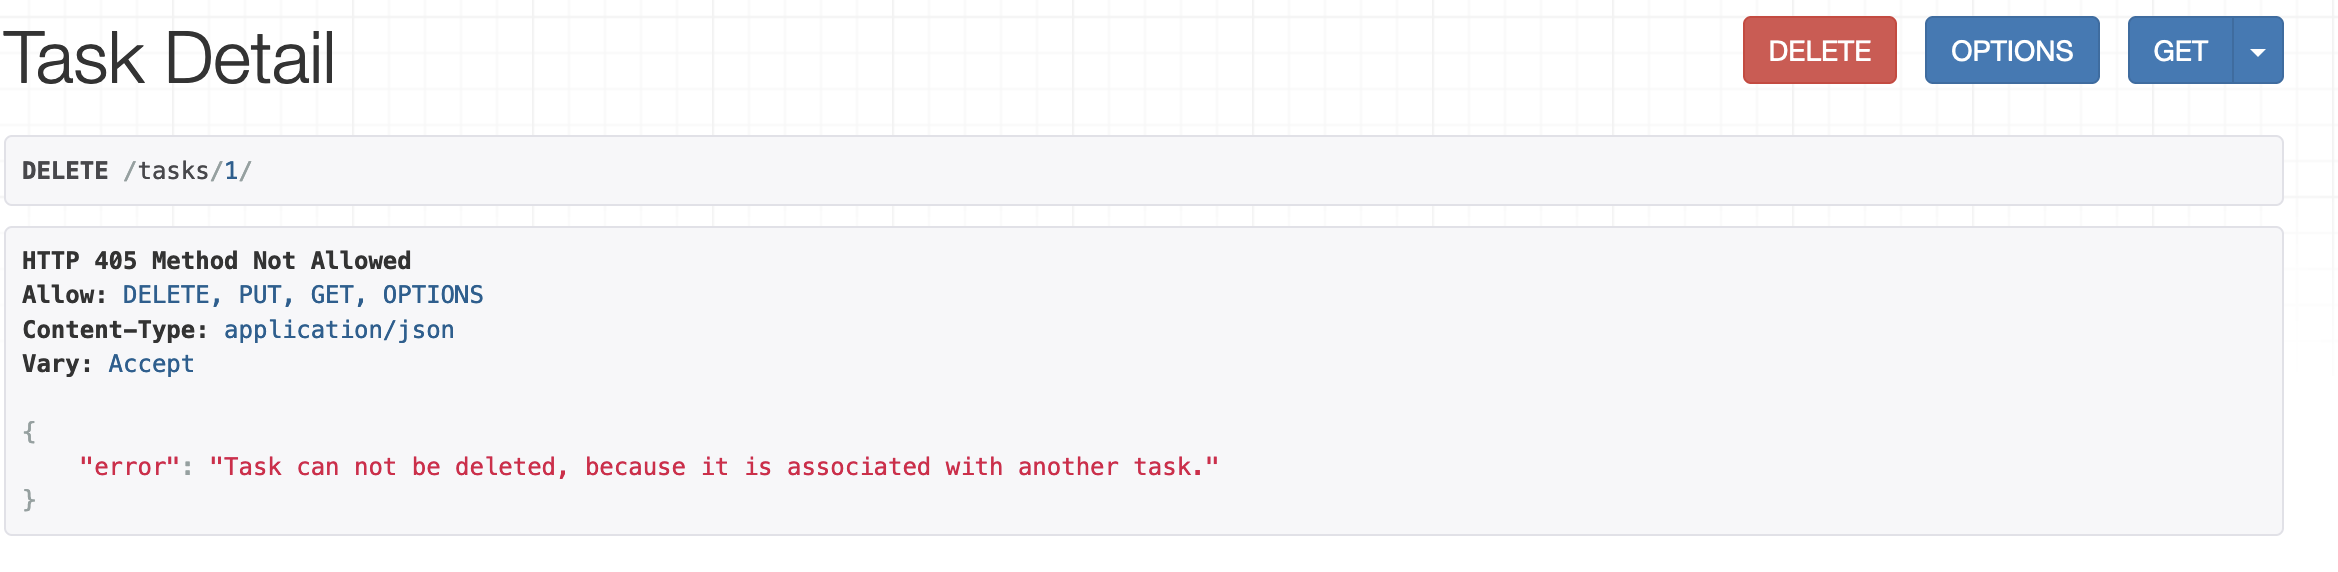 Task Detail
DELETE
OPTIONS
GET
DELETE /tasks/1/
HTTP 405 Method Not Allowed
Allow: DELETE, PUT, GET, OPTIONS
Content-Type: application/json
Vary: Accept
{
    "error": "Task can not be deleted, because it is associated with another task."
}